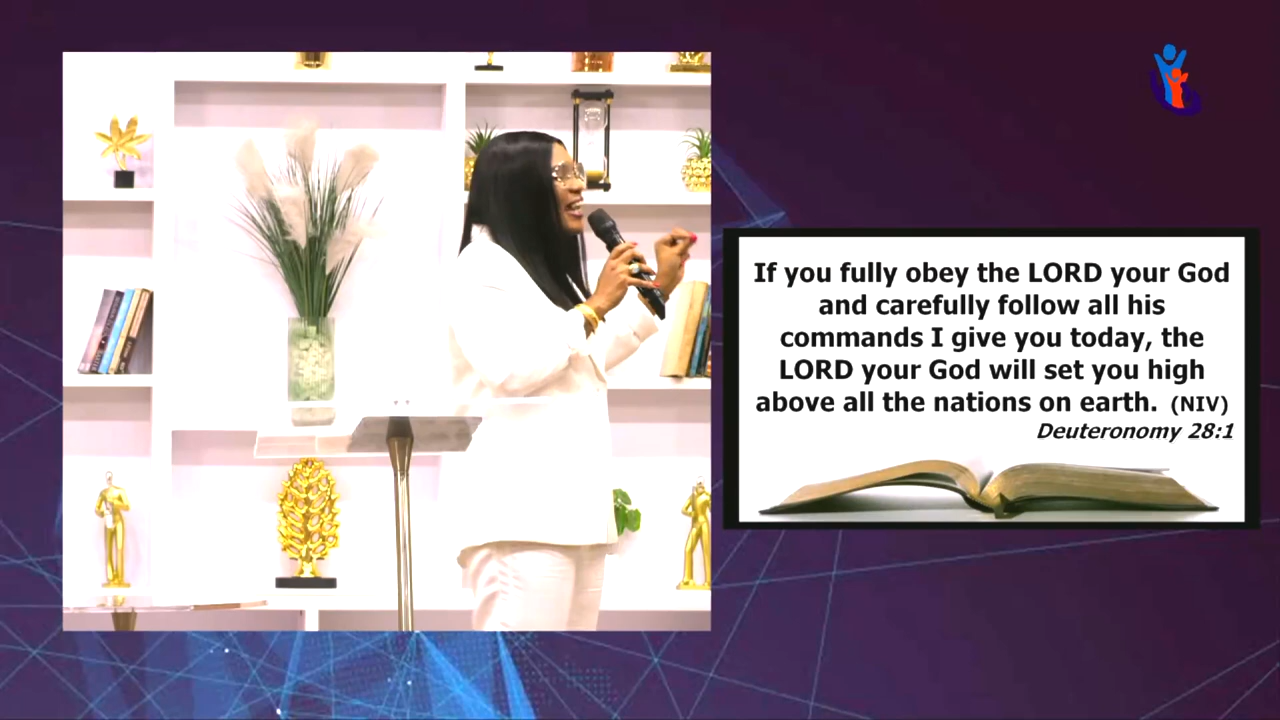 If you fully obey the LORD your God
and carefully follow all his
commands I give you today, the
LORD your God will set you high
above all the nations on earth. (NIV)
Deuteronomy 28:1